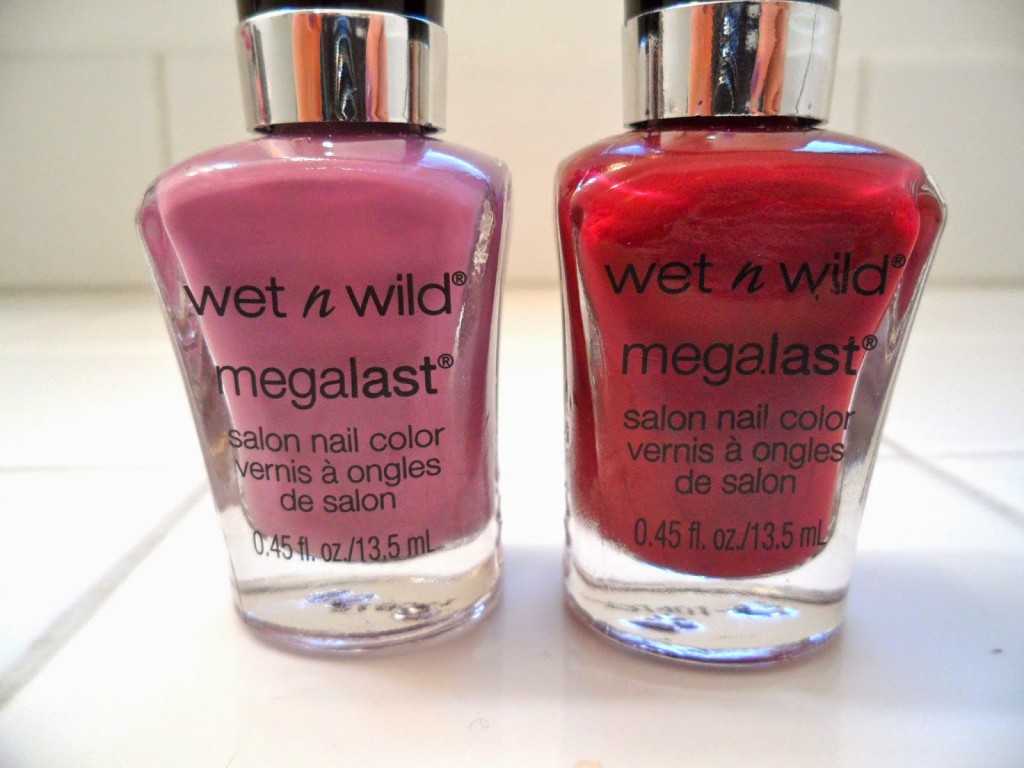 wet n wild®
megalast®
salon nail color
vernis à ongles
de salon
0.45 fl. oz./13.5 mL
wet n wild®
megalast®
salon nail color
vernis à ongles
de salon
0.45 fl. oz./13.5 mL